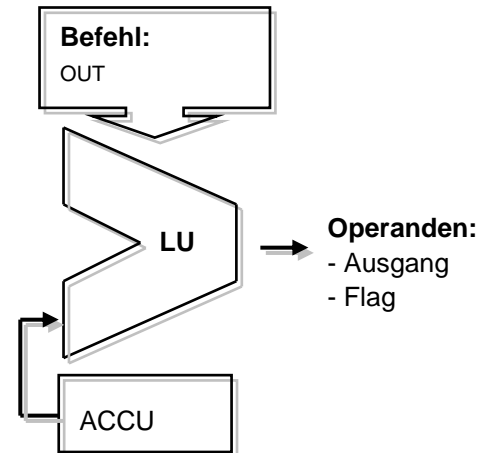 Befehl:
OUT
LU
Operanden:
- Ausgang
- Flag
ACCU